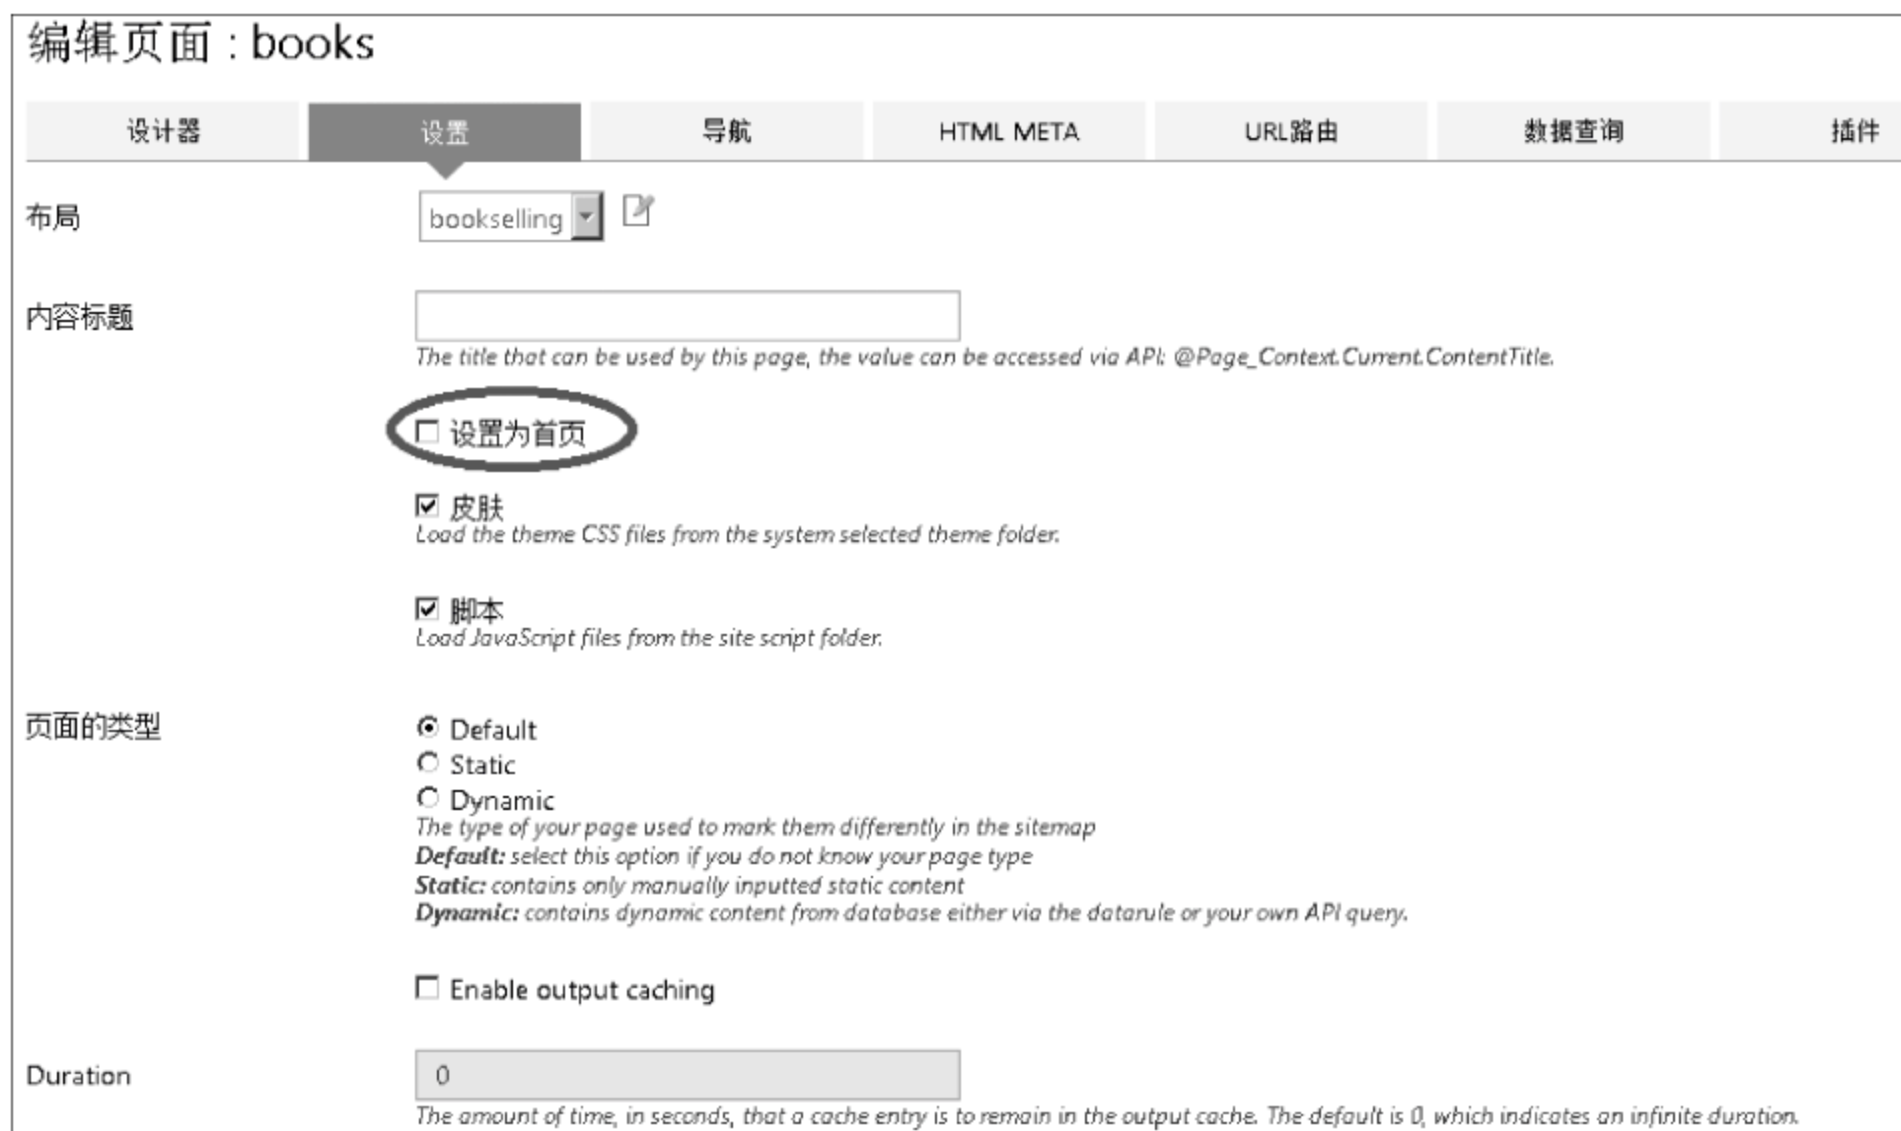 编辑页面 : books
设计器 设置 导航 HTML META URL路由 数据查询 插件
布局 bookselling
内容标题
The title that can be used by this page, the value can be accessed via API: @Page_Context.Current.ContentTitle.
设置为首页
皮肤
Load the theme CSS files from the system selected theme folder.
脚本
Load JavaScript files from the site script folder.
页面的类型 Default
Static
Dynamic
The type of your page used to mark them differently in the sitemap
Default: select this option if you do not know your page type
Static: contains only manually inputted static content
Dynamic: contains dynamic content from database either via the datarule or your own API query.
Enable output caching
Duration 0
The amount of time, in seconds, that a cache entry is to remain in the output cache. The default is 0, which indicates an infinite duration.